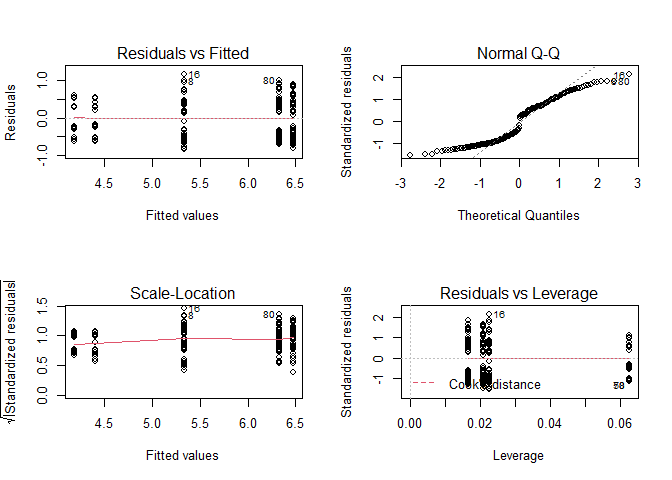 Residuals vs Fitted
Residuals
1.0
0.0
-1.0
16
8
80
4.5 5.0 5.5 6.0 6.5
Fitted values
Normal Q-Q
Standardized residuals
2
1
0
-1
16
80
-3 -2 -1 0 1 2 3
Theoretical Quantiles
Scale-Location
√|Standardized residuals|
1.5
1.0
0.5
0.0
16
8
80
4.5 5.0 5.5 6.0 6.5
Fitted values
Residuals vs Leverage
Standardized residuals
2
1
0
-1
16
Cook's distance
0.00 0.02 0.04 0.06
Leverage